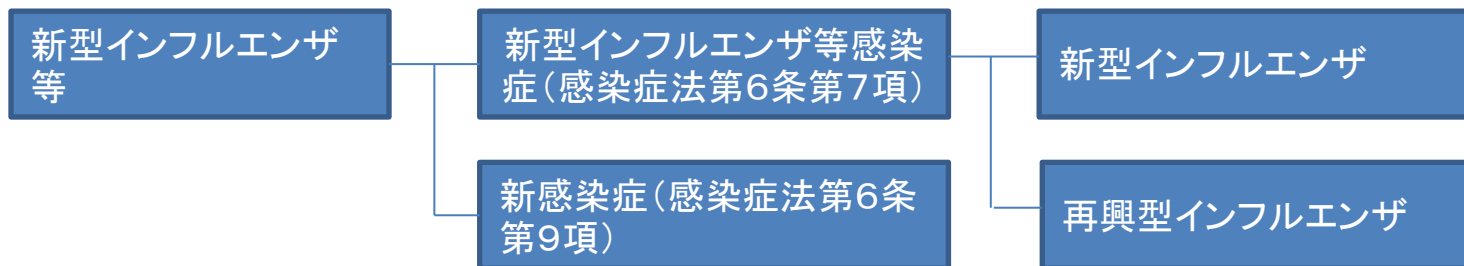 新型インフルエンザ
等
新型インフルエンザ等感染
症（感染症法第６条第７項）
新型インフルエンザ
新感染症（感染症法第６条
第９項）
再興型インフルエンザ